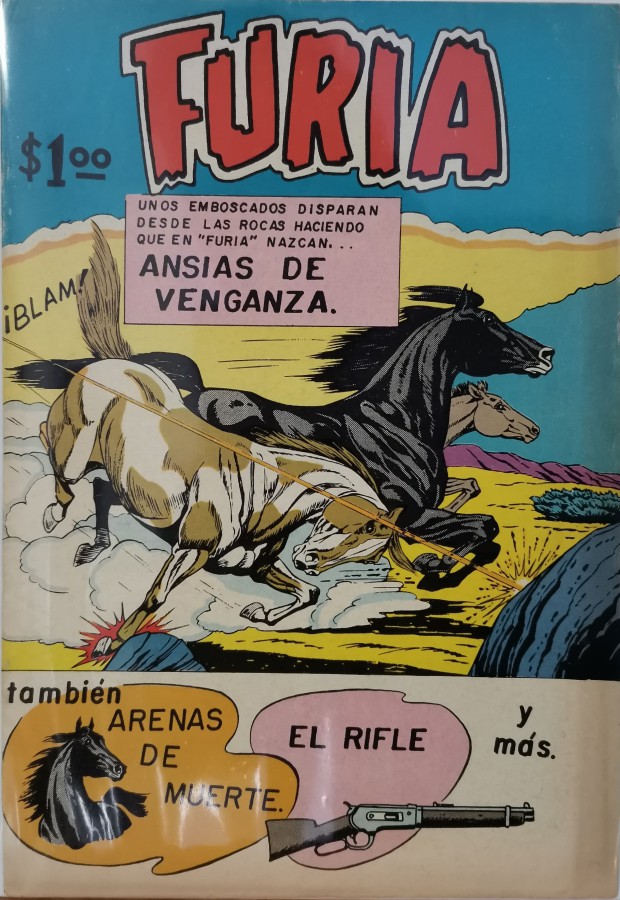 FURIA
$1.00
UNOS EMBOSCADOS DISPARAN
DESDE LAS ROCAS HACIENDO
QUE EN "FURIA" NAZCAN...
ANSIAS DE
VENGANZA.
¡BLAM!
también
ARENAS
DE
MUERTE.
EL RIFLE
y
más.